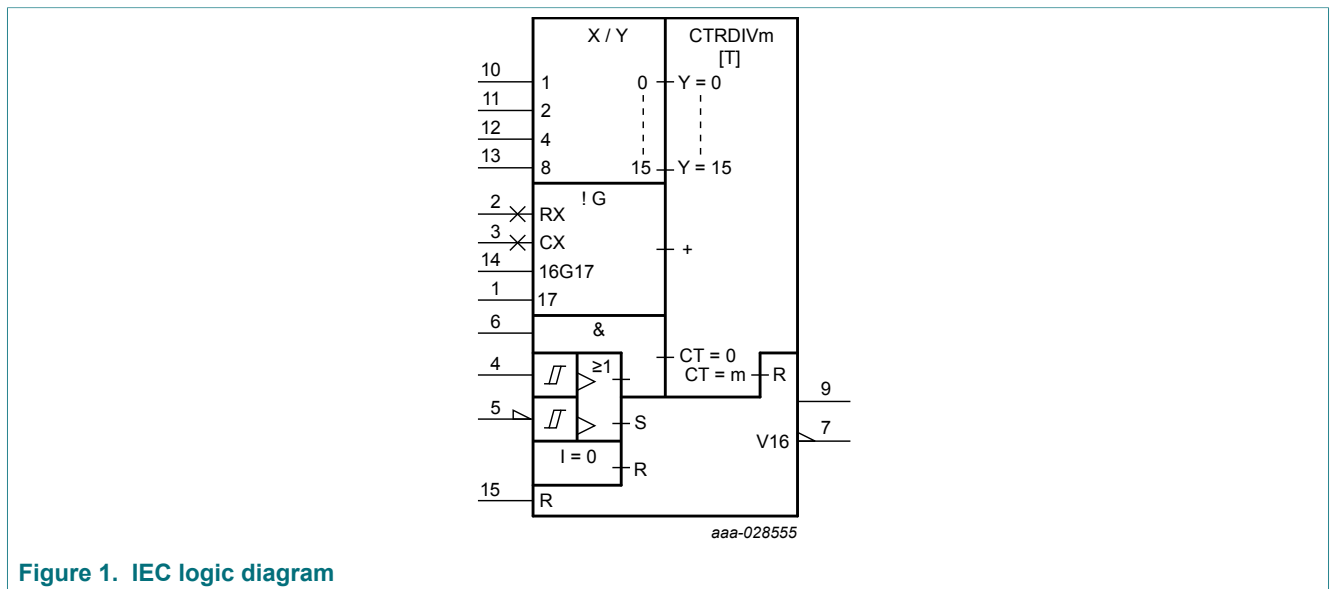 X / Y
CTRDIVm
[T]
10
1
0
Y = 0
11
2
12
4
13
8
15
Y = 15
! G
2
RX
3
CX
+
14
16G17
1
17
6
&
CT = 0
4
≥1
CT = m
R
9
5
S
7
V16
I = 0
R
15
R
aaa-028555
Figure 1. IEC logic diagram